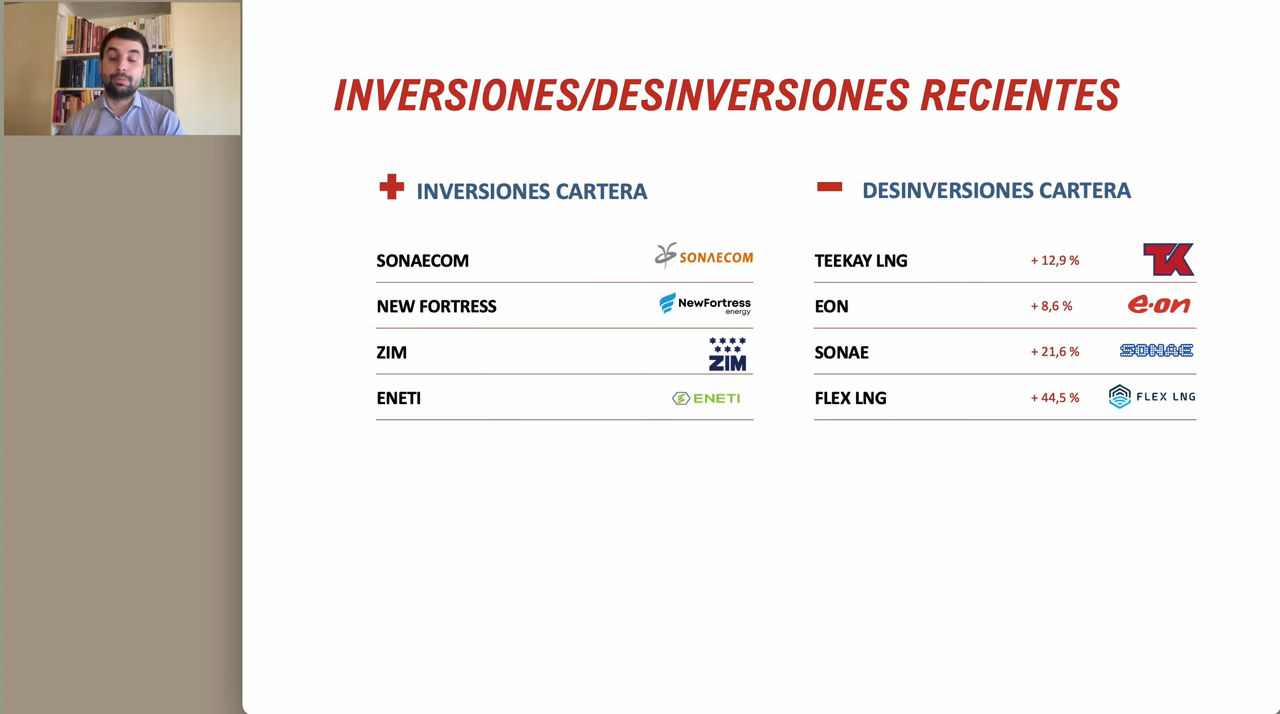 INVERSIONES/DESINVERSIONES RECIENTES
INVERSIONES CARTERA
SONAECOM SONAECOM
NEW FORTRESS NewFortress
energy
ZIM ZIM
ENETI ENETI
DESINVERSIONES CARTERA
TEEKAY LNG + 12,9 % TK
EON + 8,6 % e·on
SONAE + 21,6 % SONAE
FLEX LNG + 44,5 % FLEX LNG